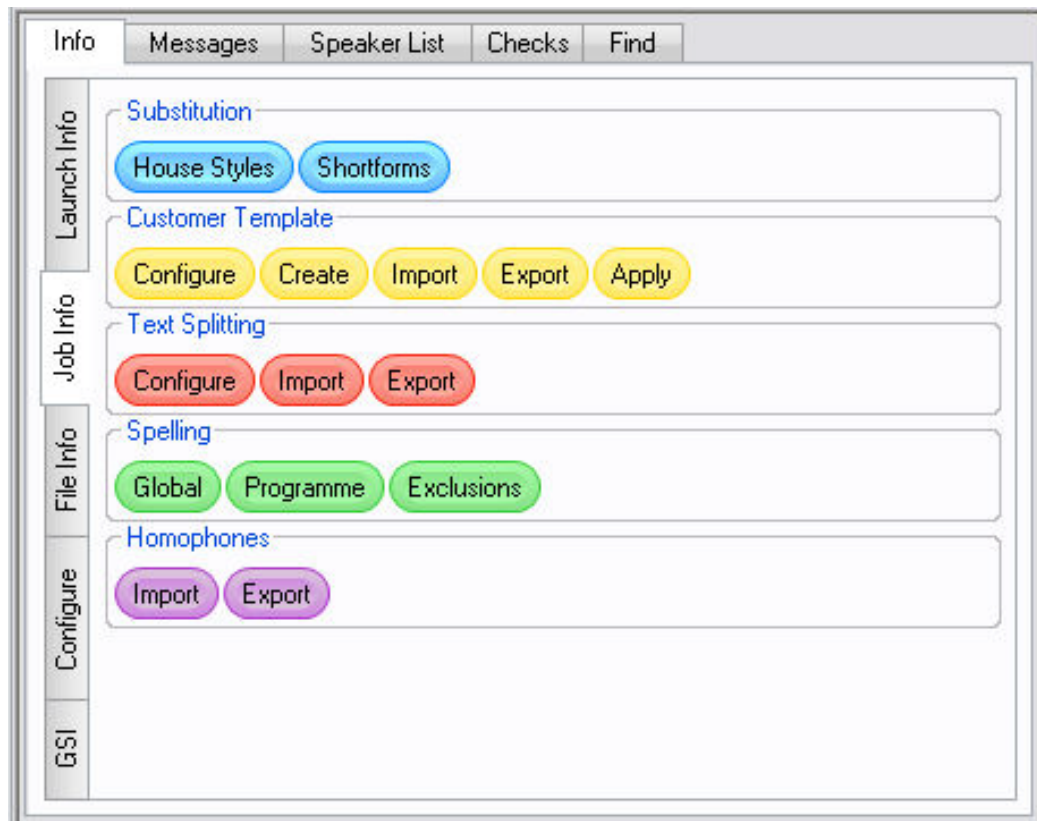 Info Messages Speaker List Checks Find
Launch Info
Job Info
File Info
Configure
GSI
Substitution
House Styles Shortforms
Customer Template
Configure Create Import Export Apply
Text Splitting
Configure Import Export
Spelling
Global Programme Exclusions
Homophones
Import Export